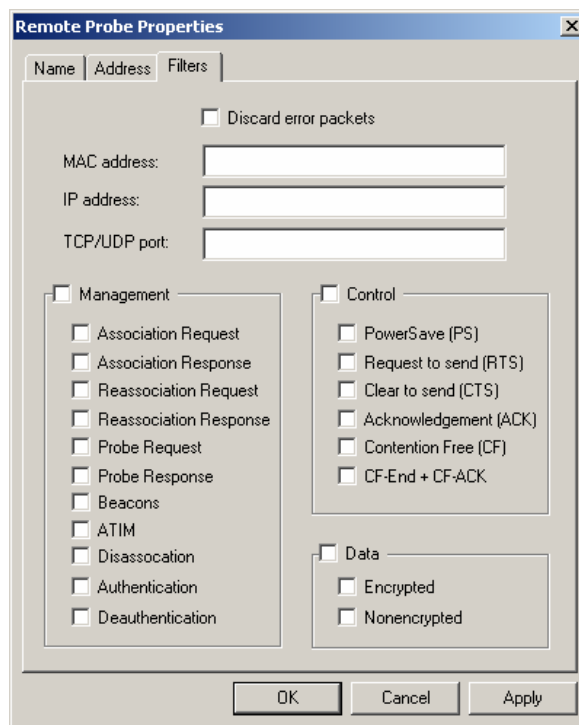 Remote Probe Properties
Name Address Filters
Discard error packets
MAC address:
IP address:
TCP/UDP port:
Management
Association Request
Association Response
Reassociation Request
Reassociation Response
Probe Request
Probe Response
Beacons
ATIM
Disassocation
Authentication
Deauthentication
Control
PowerSave (PS)
Request to send (RTS)
Clear to send (CTS)
Acknowledgement (ACK)
Contention Free (CF)
CF-End + CF-ACK
Data
Encrypted
Nonencrypted
OK Cancel Apply